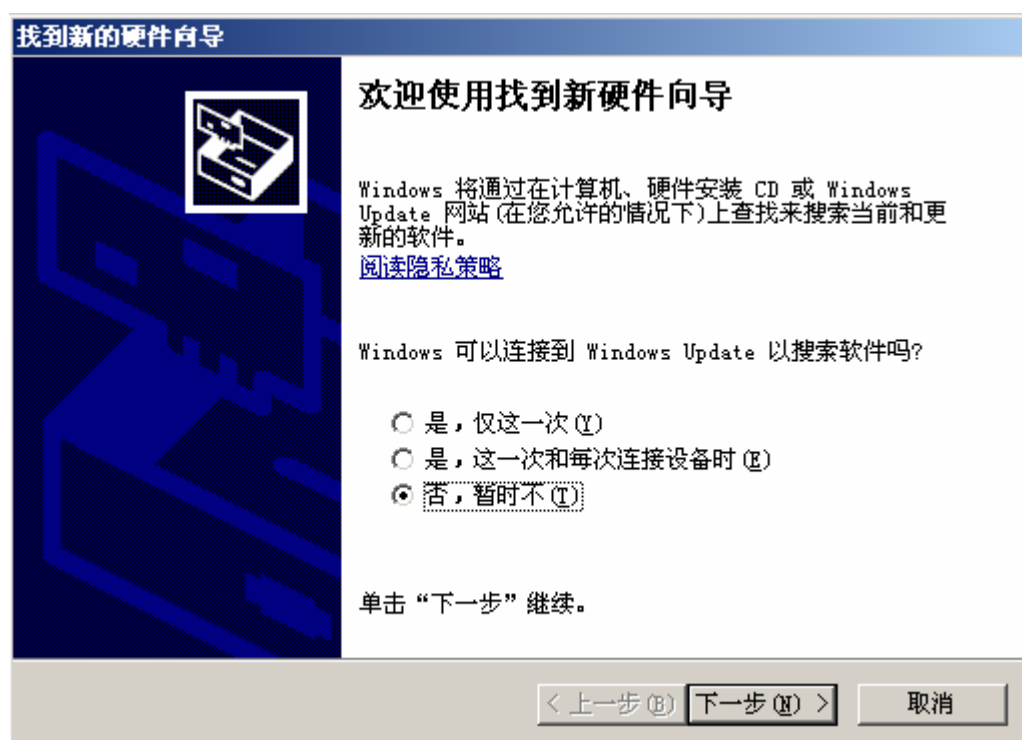 找到新的硬件向导
欢迎使用找到新硬件向导
Windows 将通过在计算机、硬件安装 CD 或 Windows
Update 网站(在您允许的情况下)上查找来搜索当前和更
新的软件。
阅读隐私策略
Windows 可以连接到 Windows Update 以搜索软件吗?
是，仅这一次(Y)
是，这一次和每次连接设备时(E)
否，暂时不(T)
单击“下一步”继续。
< 上一步(B) 下一步(N) > 取消